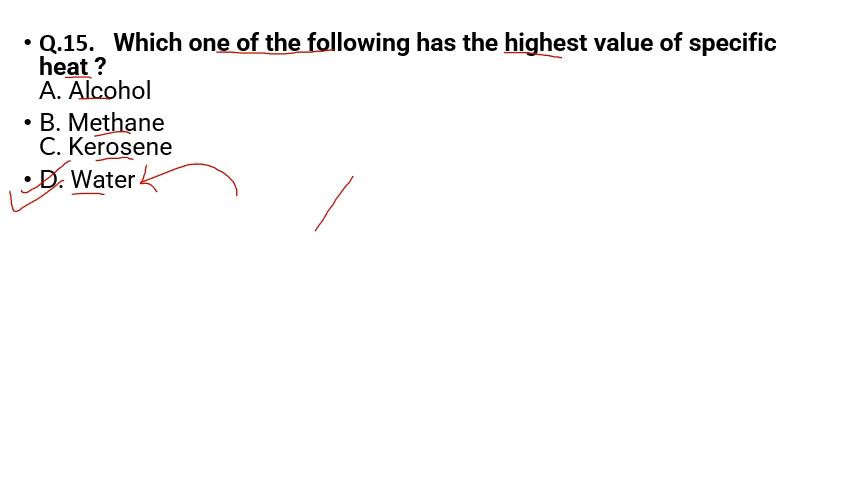 • Q.15. Which one of the following has the highest value of specific
heat ?
A. Alcohol
• B. Methane
C. Kerosene
• D. Water